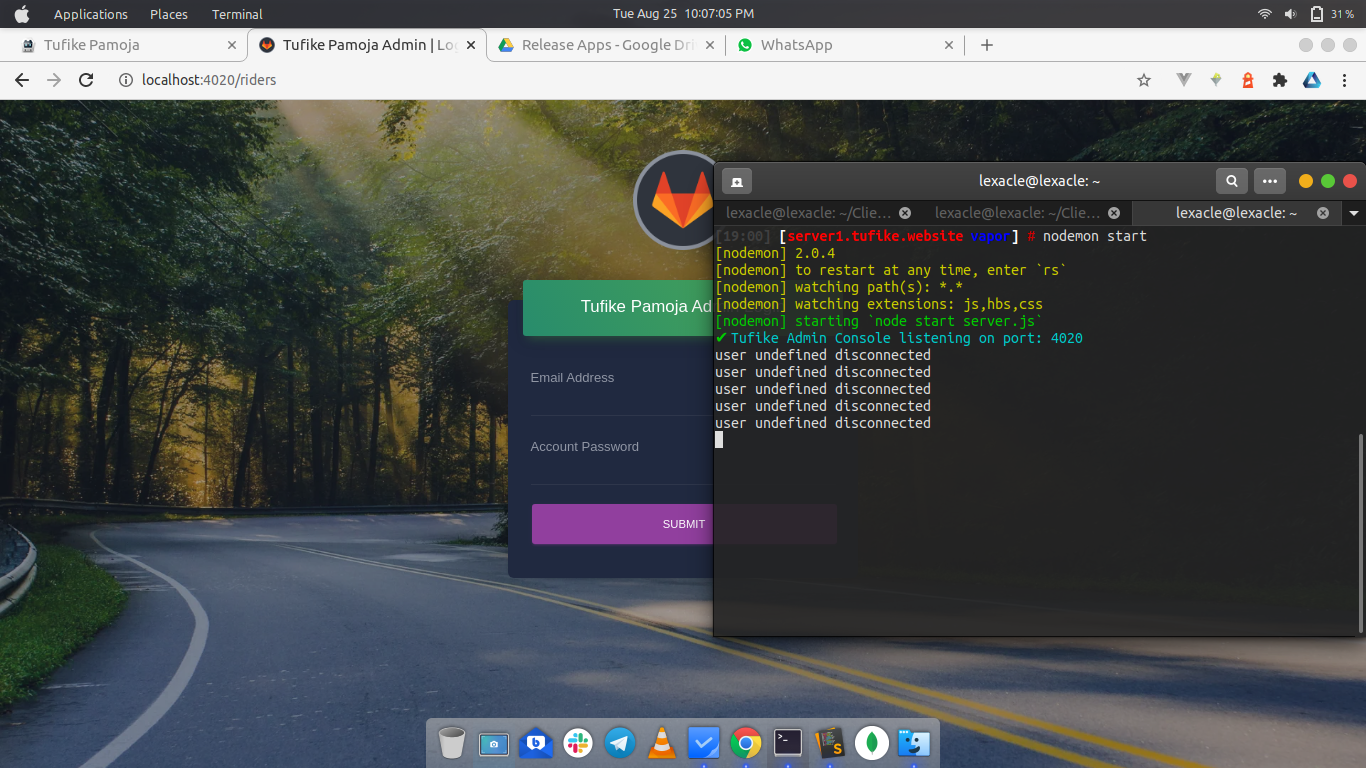 Applications Places Terminal Tue Aug 25 10:07:05 PM 31 %
Tufike Pamoja Tufike Pamoja Admin | Lo Release Apps - Google Dri WhatsApp
localhost:4020/riders
lexacle@lexacle: ~
lexacle@lexacle: ~/Clie... lexacle@lexacle: ~/Clie... lexacle@lexacle: ~
[19:00] [server1.tufike.website vapor] # nodemon start
[nodemon] 2.0.4
[nodemon] to restart at any time, enter `rs`
[nodemon] watching path(s): *.*
[nodemon] watching extensions: js,hbs,css
[nodemon] starting `node start server.js`
✔ Tufike Admin Console listening on port: 4020
user undefined disconnected
user undefined disconnected
user undefined disconnected
user undefined disconnected
user undefined disconnected
Tufike Pamoja Ad
Email Address
Account Password
SUBMIT